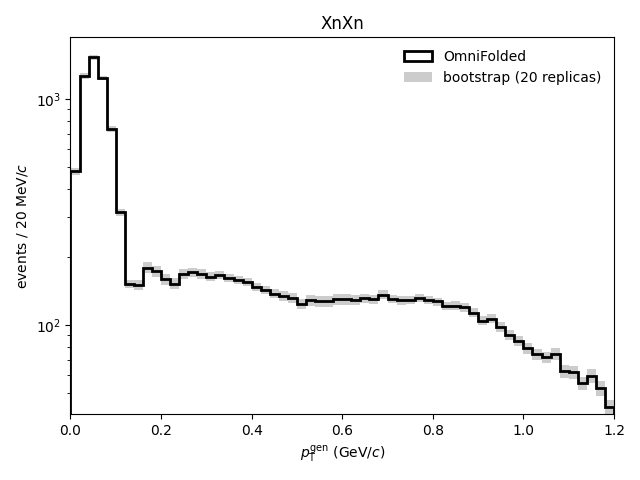 XnXn
OmniFolded
bootstrap (20 replicas)
events / 20 MeV/c
10³
10²
0.0 0.2 0.4 0.6 0.8 1.0 1.2
p_T^gen (GeV/c)